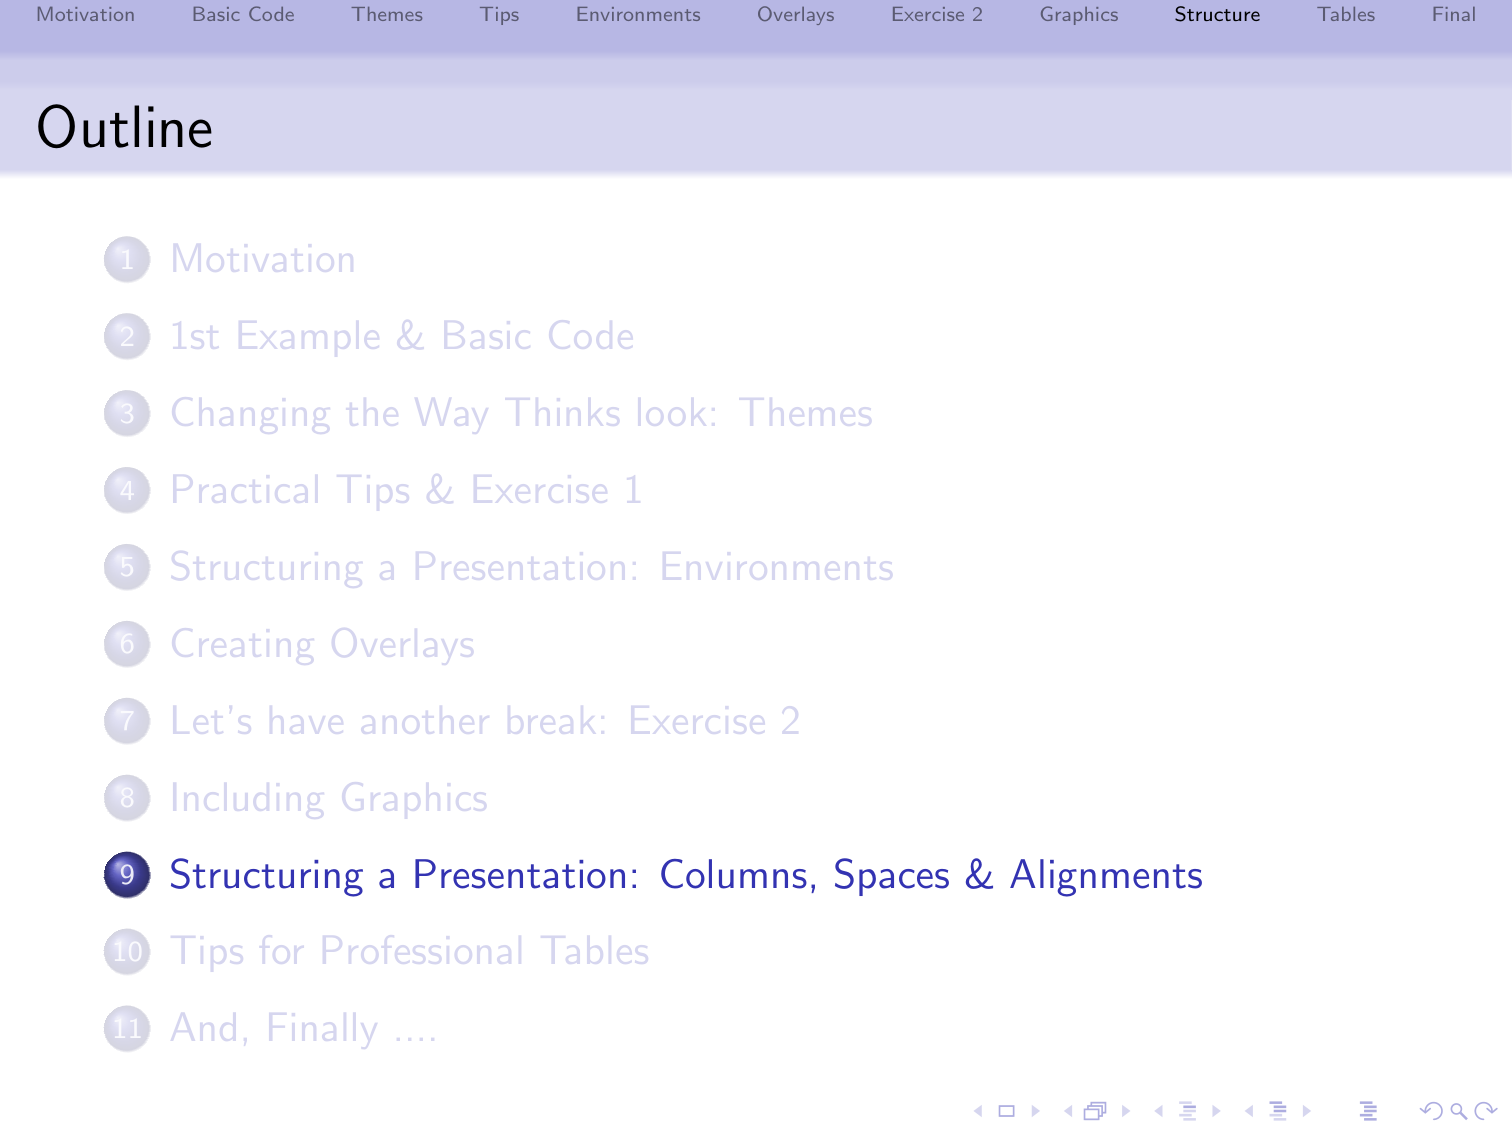 Motivation Basic Code Themes Tips Environments Overlays Exercise 2 Graphics Structure Tables Final
Outline
1 Motivation
2 1st Example & Basic Code
3 Changing the Way Thinks look: Themes
4 Practical Tips & Exercise 1
5 Structuring a Presentation: Environments
6 Creating Overlays
7 Let's have another break: Exercise 2
8 Including Graphics
9 Structuring a Presentation: Columns, Spaces & Alignments
10 Tips for Professional Tables
11 And, Finally ....